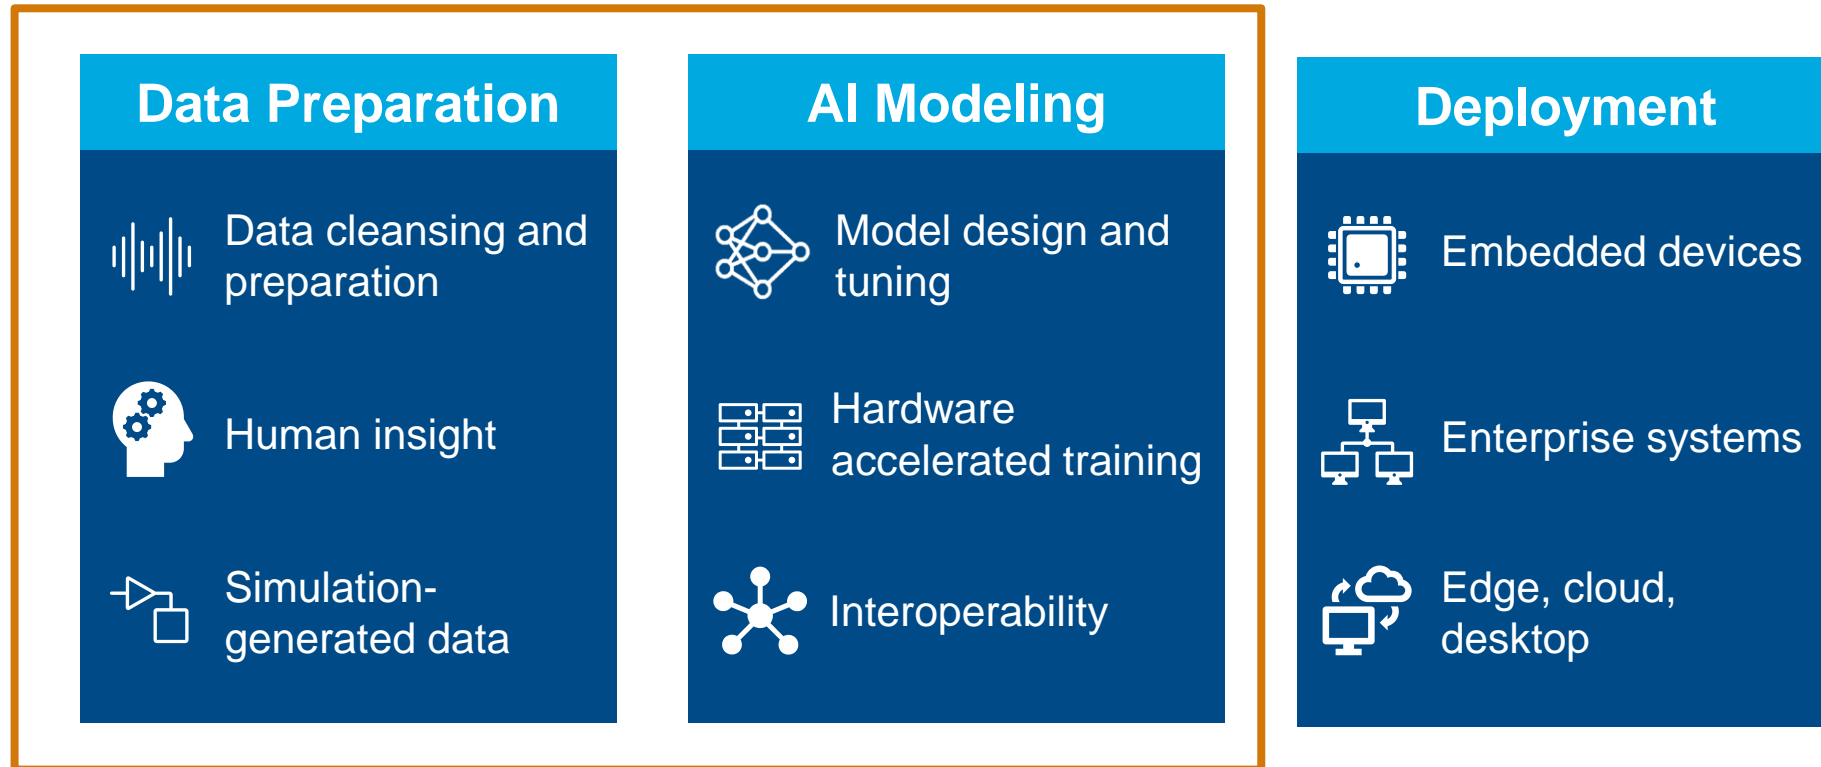 Data Preparation
Data cleansing and
preparation
Human insight
Simulation-
generated data
AI Modeling
Model design and
tuning
Hardware
accelerated training
Interoperability
Deployment
Embedded devices
Enterprise systems
Edge, cloud,
desktop